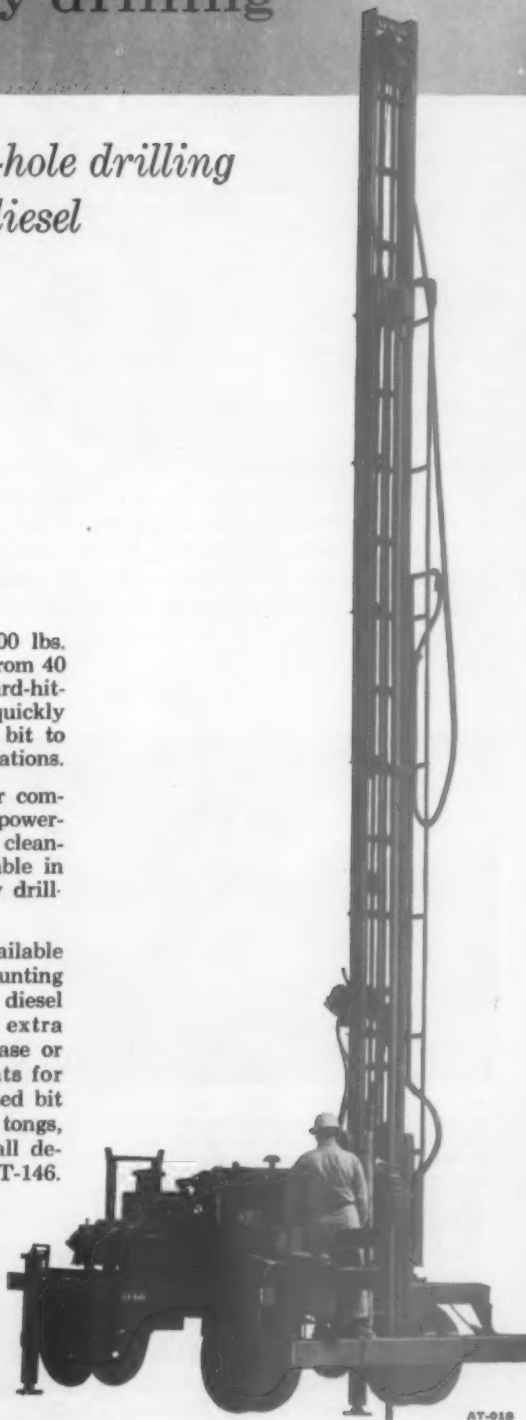 drilling
-hole drilling
diesel
00 lbs.
rom 40
rd-hit-
quickly
bit to
ations.
r com-
power-
clean-
ble in
drill-
ailable
unting
diesel
extra
ase or
ts for
ed bit
tongs,
all de-
T-146.
AT-018